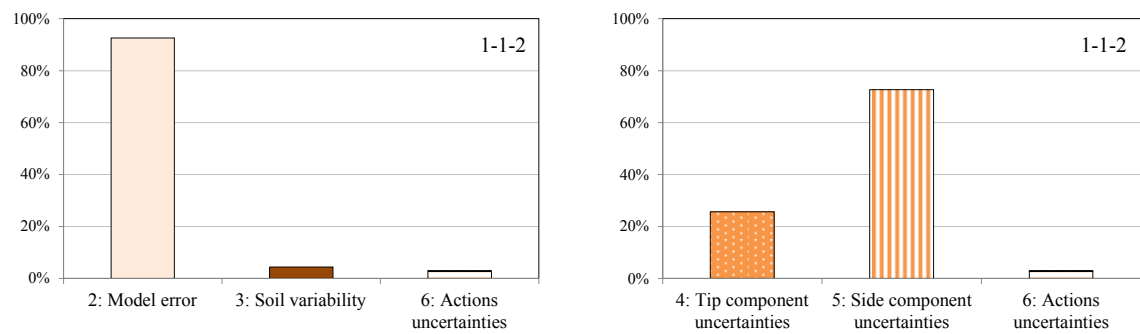 100%
80%
60%
40%
20%
0%
1-1-2
2: Model error
3: Soil variability
6: Actions
uncertainties
100%
80%
60%
40%
20%
0%
1-1-2
4: Tip component
uncertainties
5: Side component
uncertainties
6: Actions
uncertainties